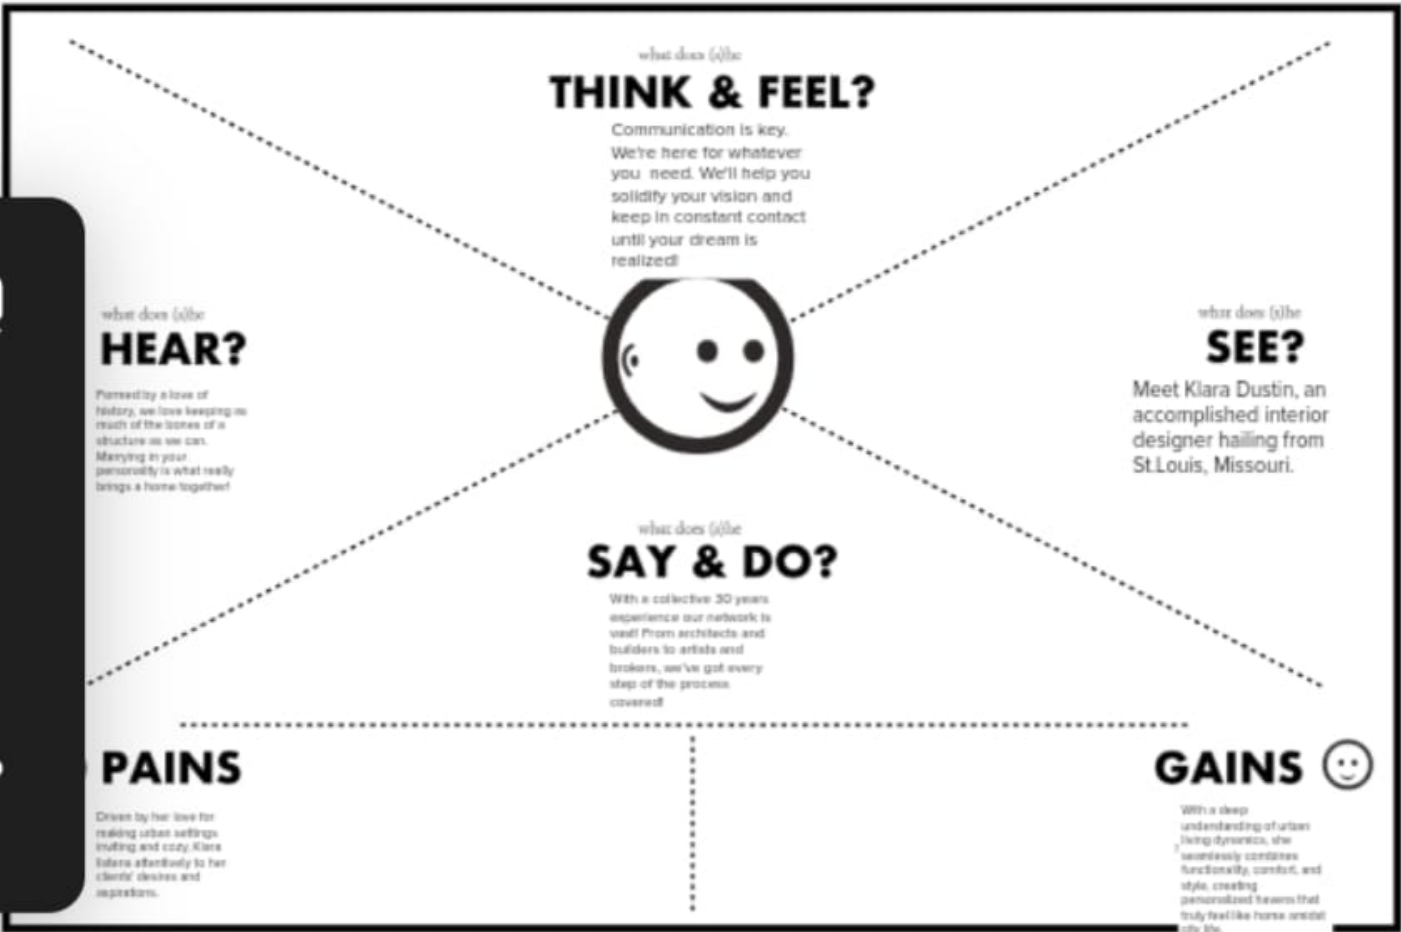 what does (s)he
THINK & FEEL?
Communication is key.
We're here for whatever
you need. We'll help you
solidify your vision and
keep in constant contact
until your dream is
realized!
what does (s)he
HEAR?
Formed by a love of
history, we love keeping as
much of the bones of a
structure as we can.
Marrying in your
personality is what really
brings a home together!
what does (s)he
SEE?
Meet Klara Dustin, an
accomplished interior
designer hailing from
St.Louis, Missouri.
what does (s)he
SAY & DO?
With a collective 30 years
experience our network is
vast! From architects and
builders to artists and
brokers, we've got every
step of the process
covered!
PAINS
Driven by her love for
making urban settings
inviting and cozy. Klara
listens attentively to her
clients' desires and
aspirations.
GAINS
With a deep
understanding of urban
living dynamics, she
seamlessly combines
functionality, comfort, and
style, creating
personalized havens that
truly feel like home amidst
city life.